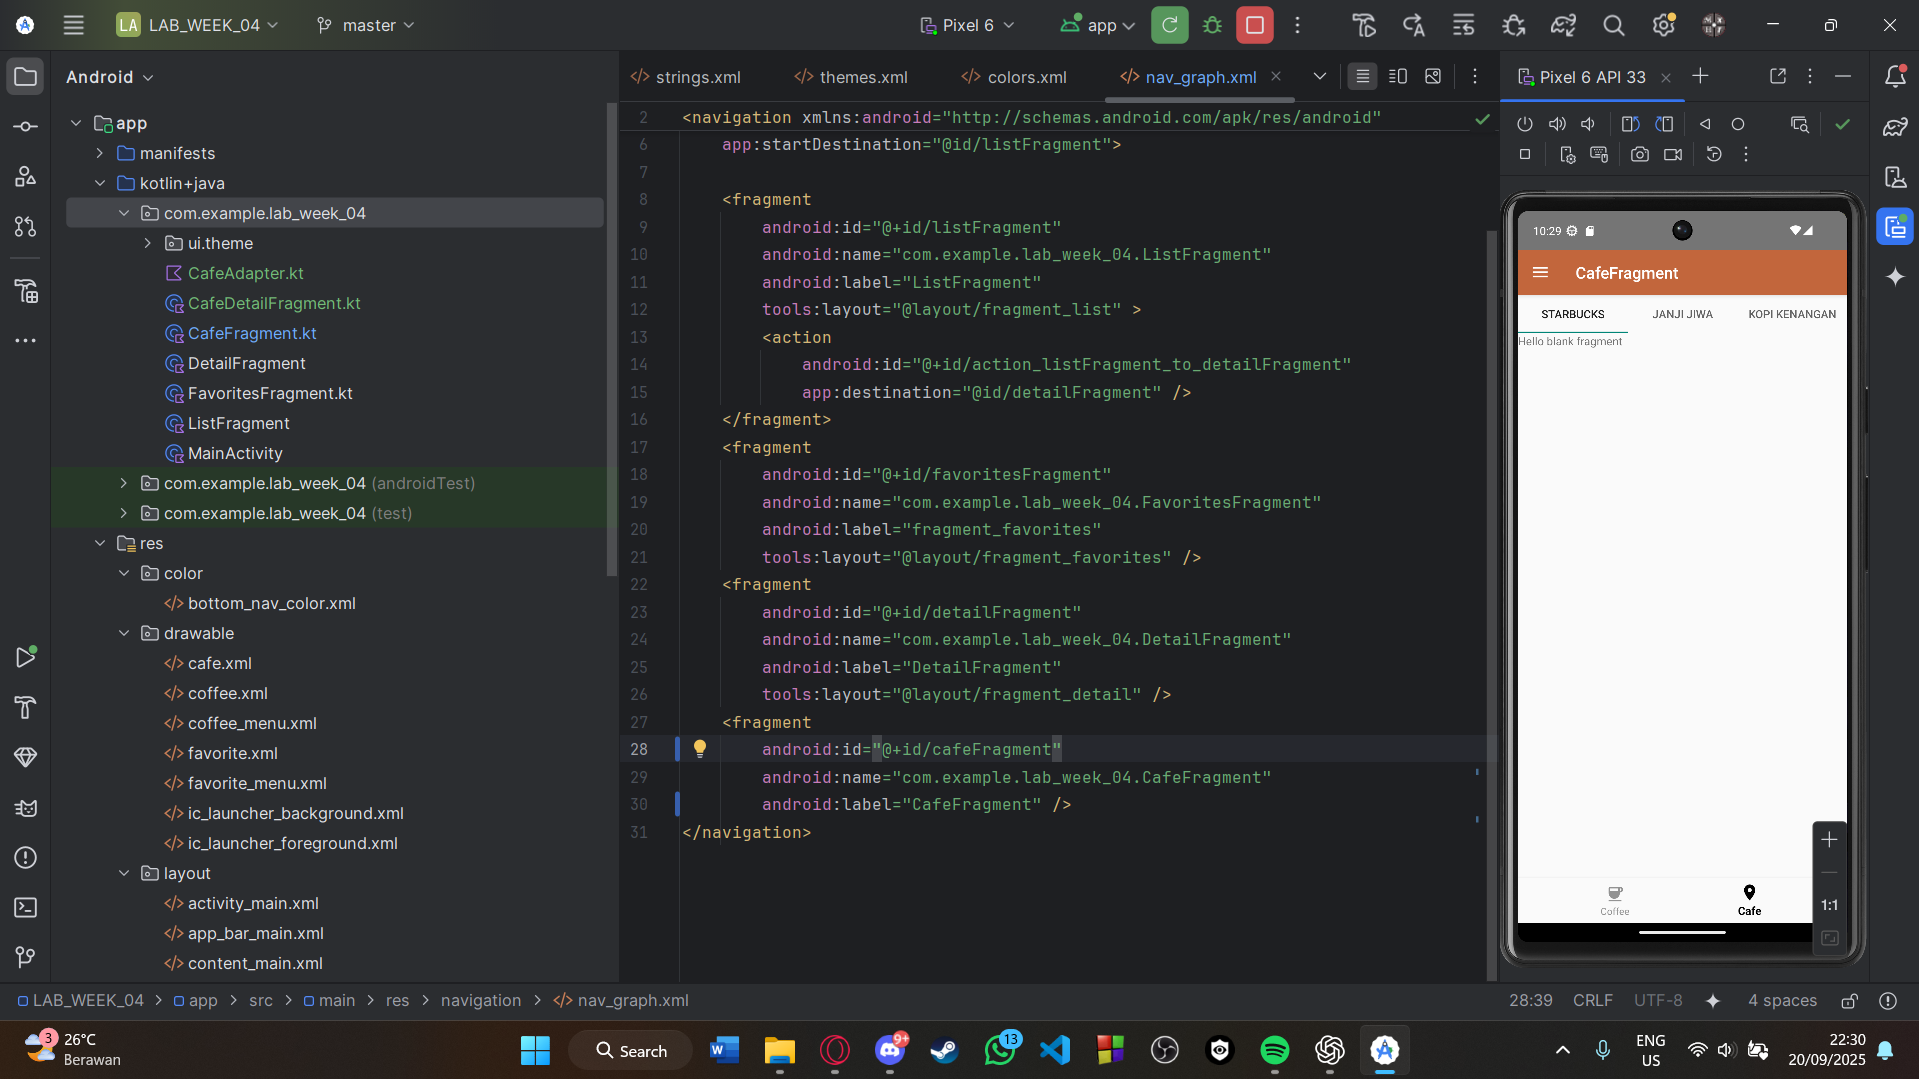 LA LAB_WEEK_04 master Pixel 6 app
Android
app
manifests
kotlin+java
com.example.lab_week_04
ui.theme
CafeAdapter.kt
CafeDetailFragment.kt
CafeFragment.kt
DetailFragment
FavoritesFragment.kt
ListFragment
MainActivity
com.example.lab_week_04 (androidTest)
com.example.lab_week_04 (test)
res
color
bottom_nav_color.xml
drawable
cafe.xml
coffee.xml
coffee_menu.xml
favorite.xml
favorite_menu.xml
ic_launcher_background.xml
ic_launcher_foreground.xml
layout
activity_main.xml
app_bar_main.xml
content_main.xml
strings.xml themes.xml colors.xml nav_graph.xml
2 <navigation xmlns:android="http://schemas.android.com/apk/res/android"
6 app:startDestination="@id/listFragment">
7
8 <fragment
9 android:id="@+id/listFragment"
10 android:name="com.example.lab_week_04.ListFragment"
11 android:label="ListFragment"
12 tools:layout="@layout/fragment_list" >
13 <action
14 android:id="@+id/action_listFragment_to_detailFragment"
15 app:destination="@id/detailFragment" />
16 </fragment>
17 <fragment
18 android:id="@+id/favoritesFragment"
19 android:name="com.example.lab_week_04.FavoritesFragment"
20 android:label="fragment_favorites"
21 tools:layout="@layout/fragment_favorites" />
22 <fragment
23 android:id="@+id/detailFragment"
24 android:name="com.example.lab_week_04.DetailFragment"
25 android:label="DetailFragment"
26 tools:layout="@layout/fragment_detail" />
27 <fragment
28 android:id="@+id/cafeFragment"
29 android:name="com.example.lab_week_04.CafeFragment"
30 android:label="CafeFragment" />
31 </navigation>
Pixel 6 API 33
10:29
CafeFragment
STARBUCKS JANJI JIWA KOPI KENANGAN
Hello blank fragment
Coffee Cafe
1:1
LAB_WEEK_04 > app > src > main > res > navigation > nav_graph.xml
28:39 CRLF UTF-8 4 spaces
3
26°C
Berawan
Search
9+
13
ENG
US
22:30
20/09/2025